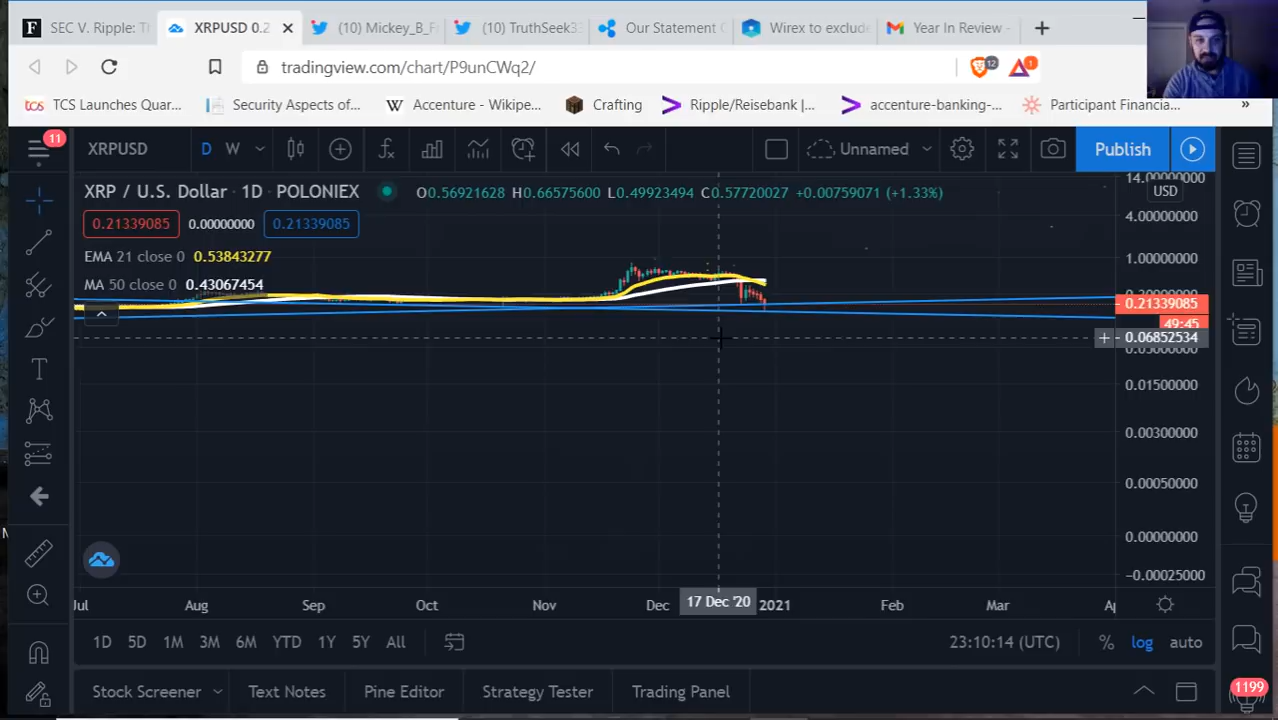 SEC V. Ripple: Th
XRPUSD 0.2
(10) Mickey_B_F
(10) TruthSeek33
Our Statement
Wirex to exclude
Year In Review -
tradingview.com/chart/P9unCWq2/
12
1
TCS Launches Quar...
Security Aspects of...
Accenture - Wikipe...
Crafting
Ripple/Reisebank |...
accenture-banking-...
Participant Financia...
»
11
XRPUSD
D W
Unnamed
Publish
XRP / U.S. Dollar · 1D · POLONIEX
O0.56921628 H0.66575600 L0.49923494 C0.57720027 +0.00759071 (+1.33%)
0.21339085 0.00000000 0.21339085
EMA 21 close 0 0.53843277
MA 50 close 0 0.43067454
14.00000000
USD
4.00000000
1.00000000
0.21339085
49:45
0.06852534
0.01500000
0.00300000
0.00050000
0.00000000
−0.00025000
Jul Aug Sep Oct Nov Dec 17 Dec '20 2021 Feb Mar
1D 5D 1M 3M 6M YTD 1Y 5Y All
23:10:14 (UTC) % log auto
Stock Screener Text Notes Pine Editor Strategy Tester Trading Panel
1199